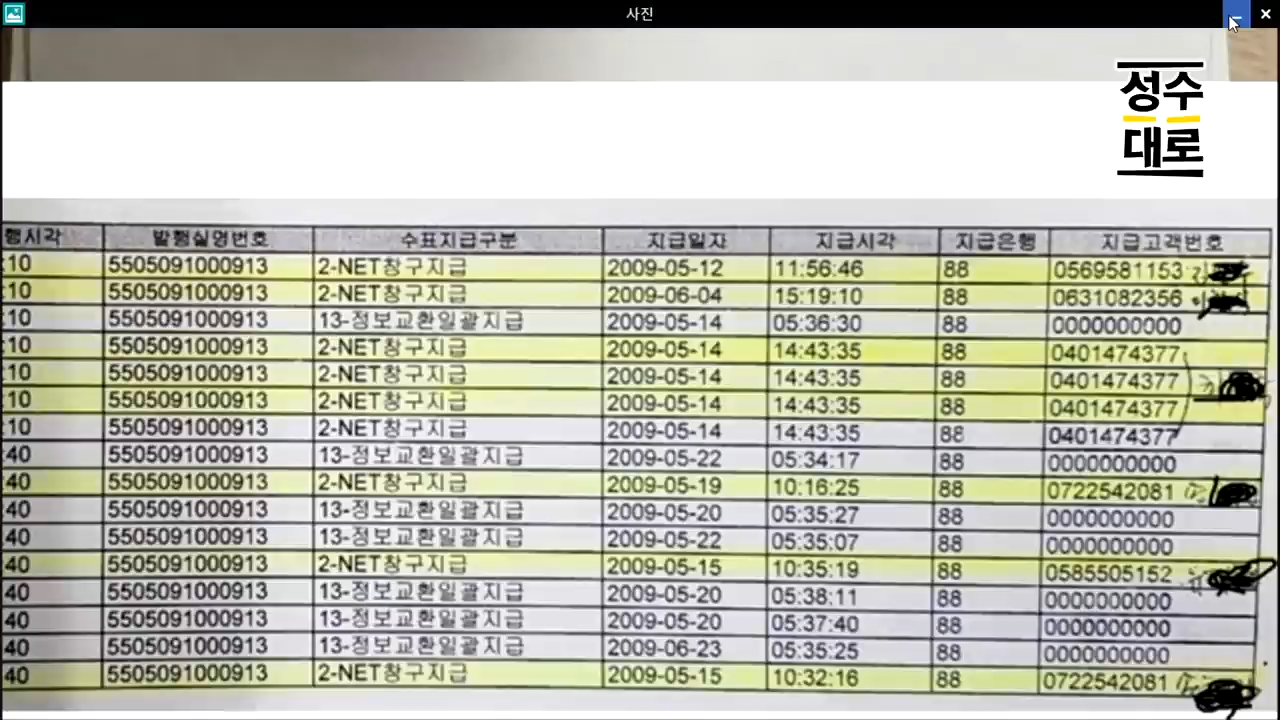 사진
성수
대로
행시각 발행실명번호 수표지급구분 지급일자 지급시각 지급은행 지급고객번호
:10 5505091000913 2-NET창구지급 2009-05-12 11:56:46 88 0569581153
:10 5505091000913 2-NET창구지급 2009-06-04 15:19:10 88 0631082356
:10 5505091000913 13-정보교환일괄지급 2009-05-14 05:36:30 88 0000000000
:10 5505091000913 2-NET창구지급 2009-05-14 14:43:35 88 0401474377
:10 5505091000913 2-NET창구지급 2009-05-14 14:43:35 88 0401474377
:10 5505091000913 2-NET창구지급 2009-05-14 14:43:35 88 0401474377
:10 5505091000913 2-NET창구지급 2009-05-14 14:43:35 88 0401474377
:40 5505091000913 13-정보교환일괄지급 2009-05-22 05:34:17 88 0000000000
40 5505091000913 2-NET창구지급 2009-05-19 10:16:25 88 0722542081
40 5505091000913 13-정보교환일괄지급 2009-05-20 05:35:27 88 0000000000
40 5505091000913 13-정보교환일괄지급 2009-05-22 05:35:07 88 0000000000
40 5505091000913 2-NET창구지급 2009-05-15 10:35:19 88 0585505152
40 5505091000913 13-정보교환일괄지급 2009-05-20 05:38:11 88 0000000000
40 5505091000913 13-정보교환일괄지급 2009-05-20 05:37:40 88 0000000000
40 5505091000913 13-정보교환일괄지급 2009-06-23 05:35:25 88 0000000000
40 5505091000913 2-NET창구지급 2009-05-15 10:32:16 88 0722542081